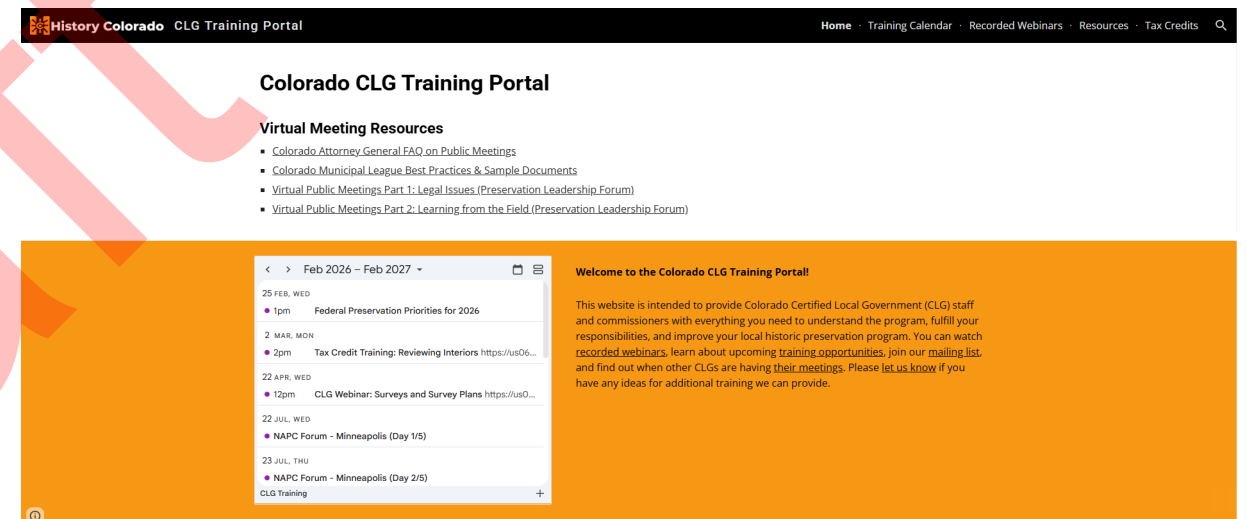 History Colorado CLG Training Portal
Home · Training Calendar · Recorded Webinars · Resources · Tax Credits
Colorado CLG Training Portal
Virtual Meeting Resources
Colorado Attorney General FAQ on Public Meetings
Colorado Municipal League Best Practices & Sample Documents
Virtual Public Meetings Part 1: Legal Issues (Preservation Leadership Forum)
Virtual Public Meetings Part 2: Learning from the Field (Preservation Leadership Forum)
Feb 2026 – Feb 2027
25 FEB, WED
1pm Federal Preservation Priorities for 2026
2 MAR, MON
2pm Tax Credit Training: Reviewing Interiors https://us06...
22 APR, WED
12pm CLG Webinar: Surveys and Survey Plans https://us0...
22 JUL, WED
NAPC Forum - Minneapolis (Day 1/5)
23 JUL, THU
NAPC Forum - Minneapolis (Day 2/5)
CLG Training
Welcome to the Colorado CLG Training Portal!
This website is intended to provide Colorado Certified Local Government (CLG) staff
and commissioners with everything you need to understand the program, fulfill your
responsibilities, and improve your local historic preservation program. You can watch
recorded webinars, learn about upcoming training opportunities, join our mailing list,
and find out when other CLGs are having their meetings. Please let us know if you
have any ideas for additional training we can provide.